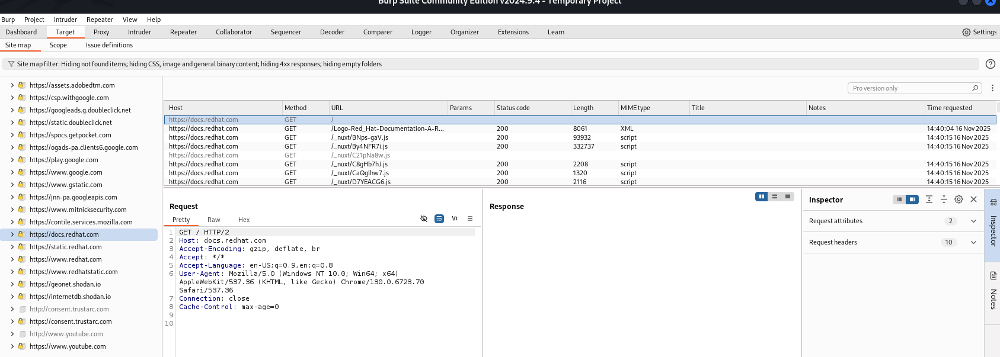 Burp Suite Community Edition v2024.9.4 - Temporary Project
Burp Project Intruder Repeater View Help
Dashboard Target Proxy Intruder Repeater Collaborator Sequencer Decoder Comparer Logger Organizer Extensions Learn Settings
Site map Scope Issue definitions
Site map filter: Hiding not found items; hiding CSS, image and general binary content; hiding 4xx responses; hiding empty folders
https://assets.adobedtm.com
https://csp.withgoogle.com
https://googleads.g.doubleclick.net
https://static.doubleclick.net
https://spocs.getpocket.com
https://ogads-pa.clients6.google.com
https://play.google.com
https://www.google.com
https://www.gstatic.com
https://jnn-pa.googleapis.com
https://www.mitnicksecurity.com
https://contile.services.mozilla.com
https://docs.redhat.com
https://static.redhat.com
https://www.redhat.com
https://www.redhatstatic.com
https://geonet.shodan.io
https://internetdb.shodan.io
http://consent.trustarc.com
https://consent.trustarc.com
http://www.youtube.com
https://www.youtube.com
Pro version only
Host Method URL Params Status code Length MIME type Title Notes Time requested
https://docs.redhat.com GET /
https://docs.redhat.com GET /Logo-Red_Hat-Documentation-A-R... 200 8061 XML 14:40:04 16 Nov 2025
https://docs.redhat.com GET /_nuxt/BNps-gaV.js 200 93932 script 14:40:15 16 Nov 2025
https://docs.redhat.com GET /_nuxt/By4NFR7i.js 200 332737 script 14:40:15 16 Nov 2025
https://docs.redhat.com GET /_nuxt/C21pNa8w.js
https://docs.redhat.com GET /_nuxt/C8gHb7hJ.js 200 2208 script 14:40:15 16 Nov 2025
https://docs.redhat.com GET /_nuxt/CaQglhw7.js 200 1320 script 14:40:15 16 Nov 2025
https://docs.redhat.com GET /_nuxt/D7YEACG6.js 200 2116 script 14:40:15 16 Nov 2025
Request
Pretty Raw Hex
\n
1 GET / HTTP/2
2 Host: docs.redhat.com
3 Accept-Encoding: gzip, deflate, br
4 Accept: */*
5 Accept-Language: en-US;q=0.9,en;q=0.8
6 User-Agent: Mozilla/5.0 (Windows NT 10.0; Win64; x64)
AppleWebKit/537.36 (KHTML, like Gecko) Chrome/130.0.6723.70
Safari/537.36
7 Connection: close
8 Cache-Control: max-age=0
9
10
Response
Inspector
Request attributes 2
Request headers 10
Inspector
Notes